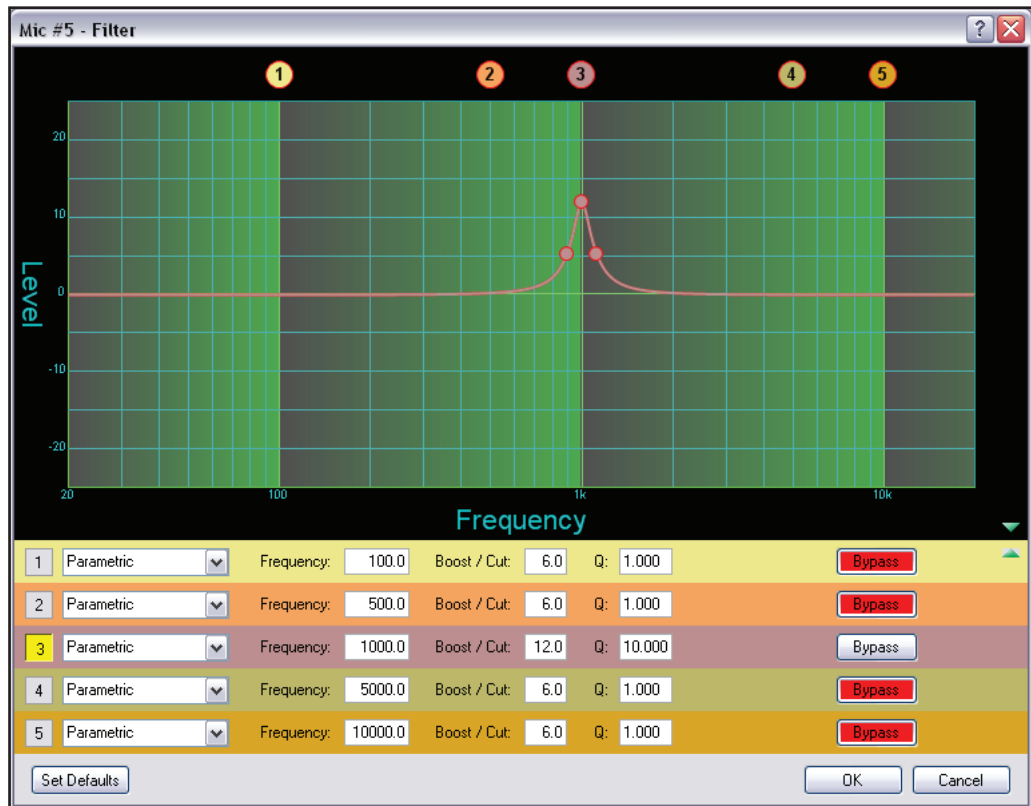 Mic #5 - Filter ?
1 2 3 4 5
20
10
0
-10
-20
Level
20 100 1k 10k
Frequency
1 Parametric Frequency: 100.0 Boost / Cut: 6.0 Q: 1.000 Bypass
2 Parametric Frequency: 500.0 Boost / Cut: 6.0 Q: 1.000 Bypass
3 Parametric Frequency: 1000.0 Boost / Cut: 12.0 Q: 10.000 Bypass
4 Parametric Frequency: 5000.0 Boost / Cut: 6.0 Q: 1.000 Bypass
5 Parametric Frequency: 10000.0 Boost / Cut: 6.0 Q: 1.000 Bypass
Set Defaults OK Cancel